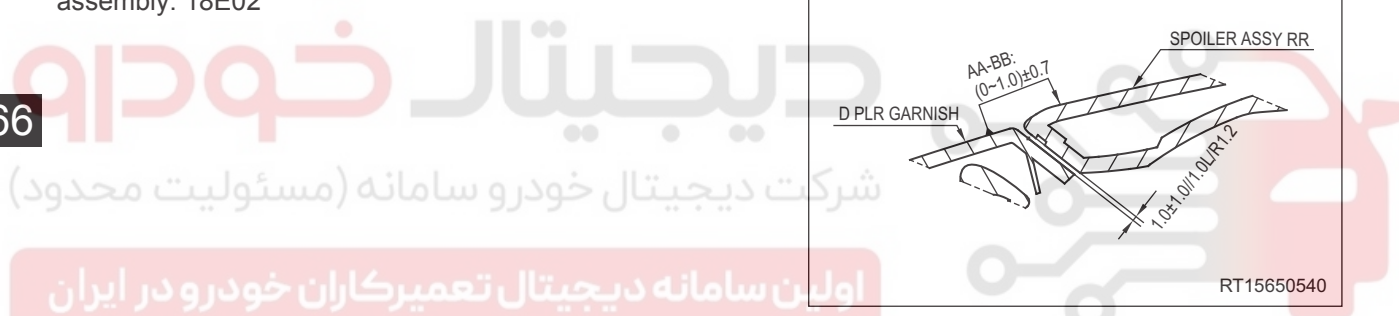 assembly: 18E02
66
SPOILER ASSY RR
AA-BB:
(0~1.0)±0.7
D PLR GARNISH
1.0±1.0//1.0L/R1.2
RT15650540
دیجیتال خودرو
شرکت دیجیتال خودرو سامانه (مسئولیت محدود)
اولین سامانه دیجیتال تعمیرکاران خودرو در ایران